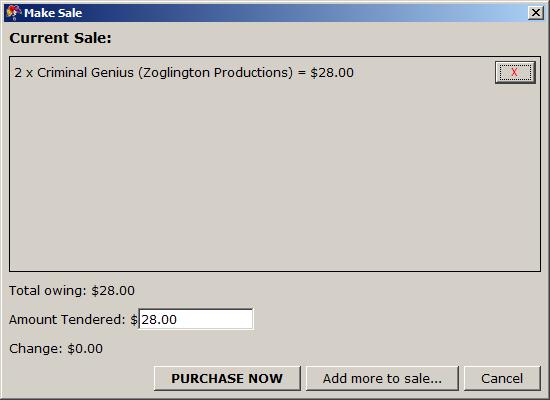 Make Sale
Current Sale:
2 x Criminal Genius (Zoglington Productions) = $28.00
X
Total owing: $28.00
Amount Tendered: $28.00
Change: $0.00
PURCHASE NOW
Add more to sale...
Cancel